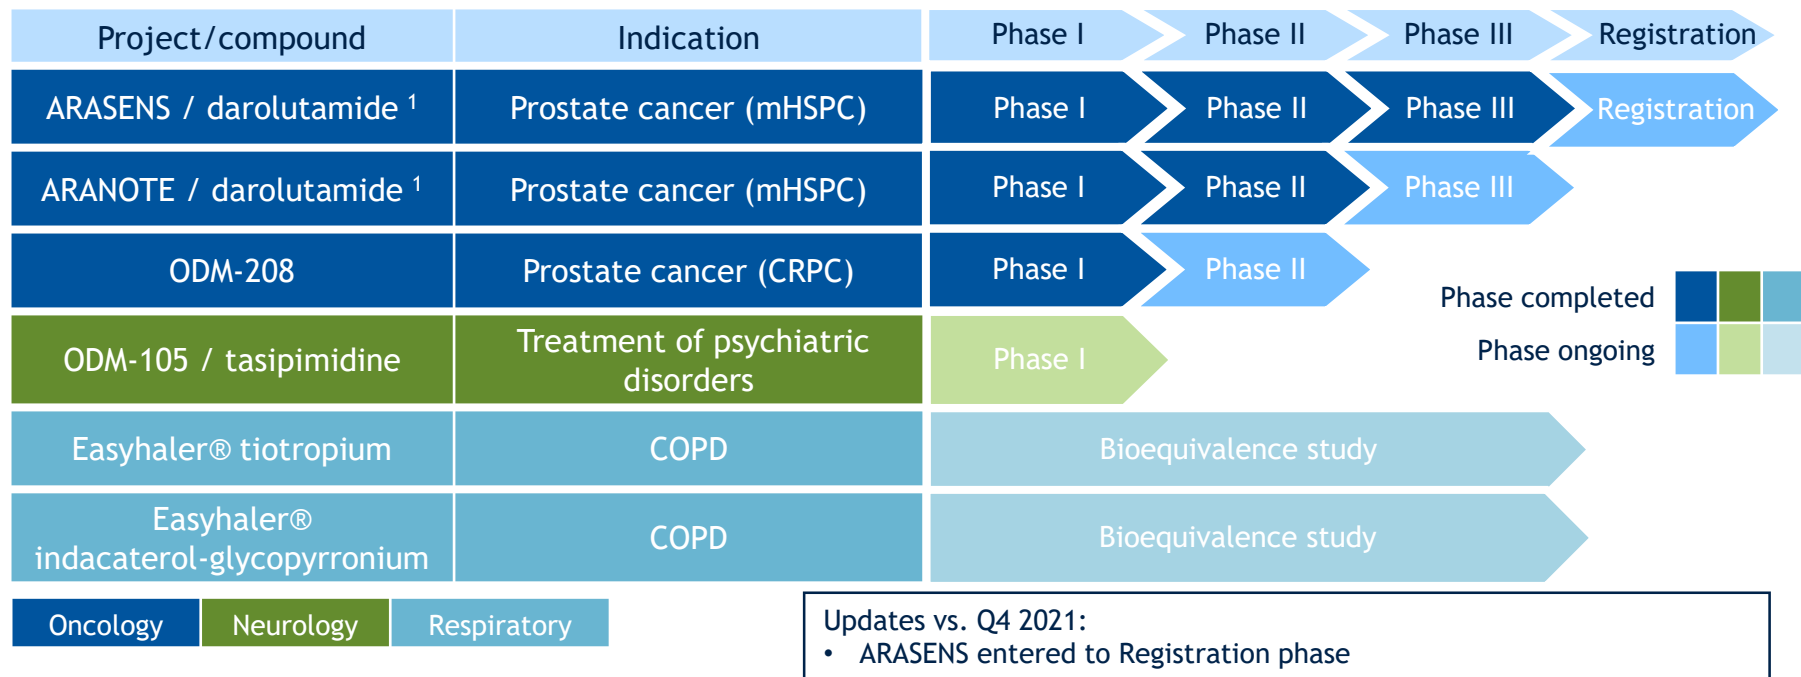 Project/compound
Indication
Phase I
Phase II
Phase III
Registration
ARASENS / darolutamide 1
Prostate cancer (mHSPC)
Phase I
Phase II
Phase III
Registration
ARANOTE / darolutamide 1
Prostate cancer (mHSPC)
Phase I
Phase II
Phase III
ODM-208
Prostate cancer (CRPC)
Phase I
Phase II
Phase completed
Phase ongoing
ODM-105 / tasipimidine
Treatment of psychiatric
disorders
Phase I
Easyhaler® tiotropium
COPD
Bioequivalence study
Easyhaler®
indacaterol-glycopyrronium
COPD
Bioequivalence study
Oncology
Neurology
Respiratory
Updates vs. Q4 2021:
• ARASENS entered to Registration phase